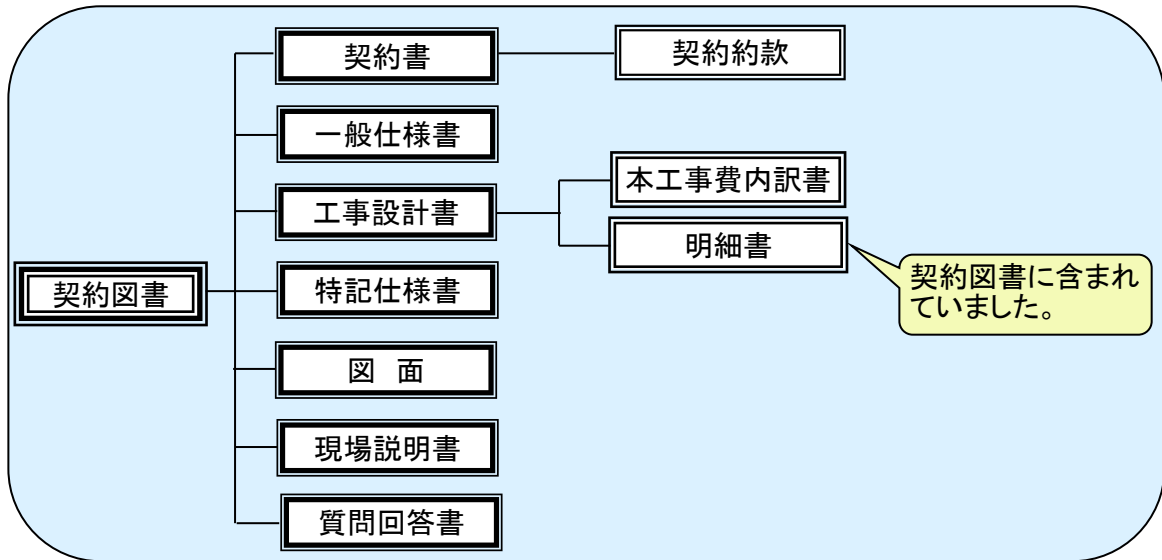 契約書
契約約款
一般仕様書
本工事費内訳書
工事設計書
明細書
契約図書に含まれ
ていました。
契約図書
特記仕様書
図 面
現場説明書
質問回答書